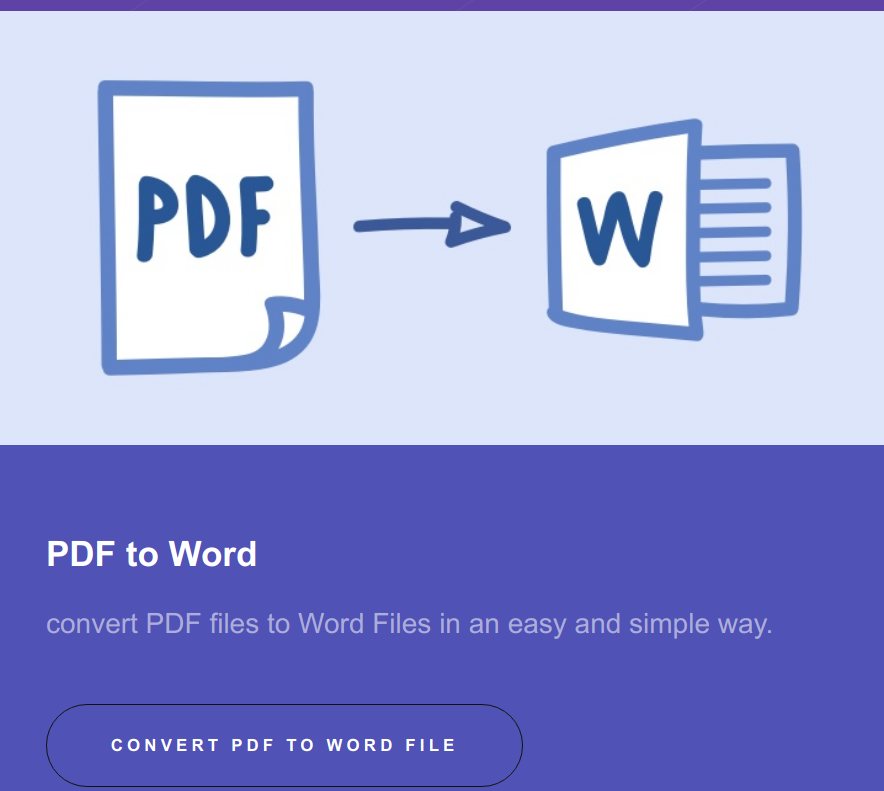 PDF
W
PDF to Word
convert PDF files to Word Files in an easy and simple way.
CONVERT PDF TO WORD FILE